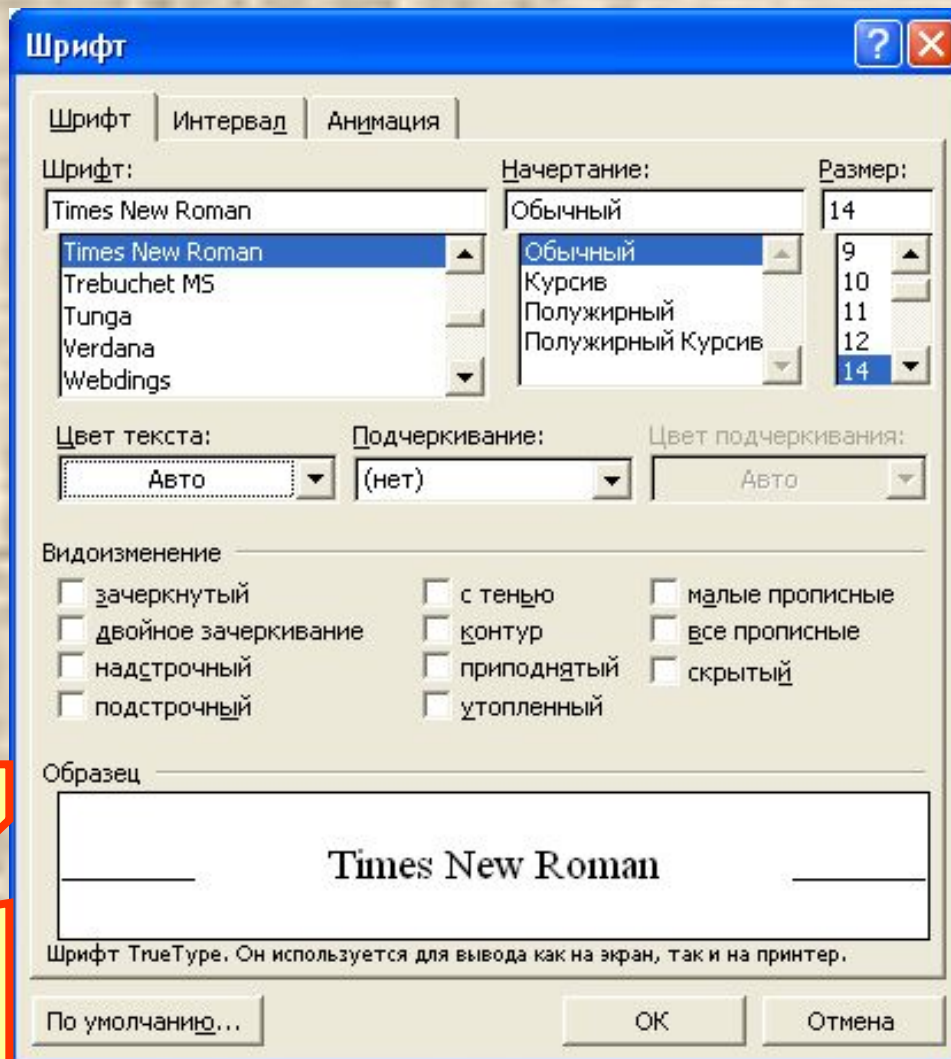 Шрифт
Шрифт Интервал Анимация
Шрифт: Начертание: Размер:
Times New Roman Обычный 14
Times New Roman Обычный 9
Trebuchet MS Курсив 10
Tunga Полужирный 11
Verdana Полужирный Курсив 12
Webdings 14
Цвет текста: Подчеркивание: Цвет подчеркивания:
Авто (нет) Авто
Видоизменение
зачеркнутый с тенью малые прописные
двойное зачеркивание контур все прописные
надстрочный приподнятый скрытый
подстрочный утопленный
Образец
Times New Roman
Шрифт TrueType. Он используется для вывода как на экран, так и на принтер.
По умолчанию... ОК Отмена